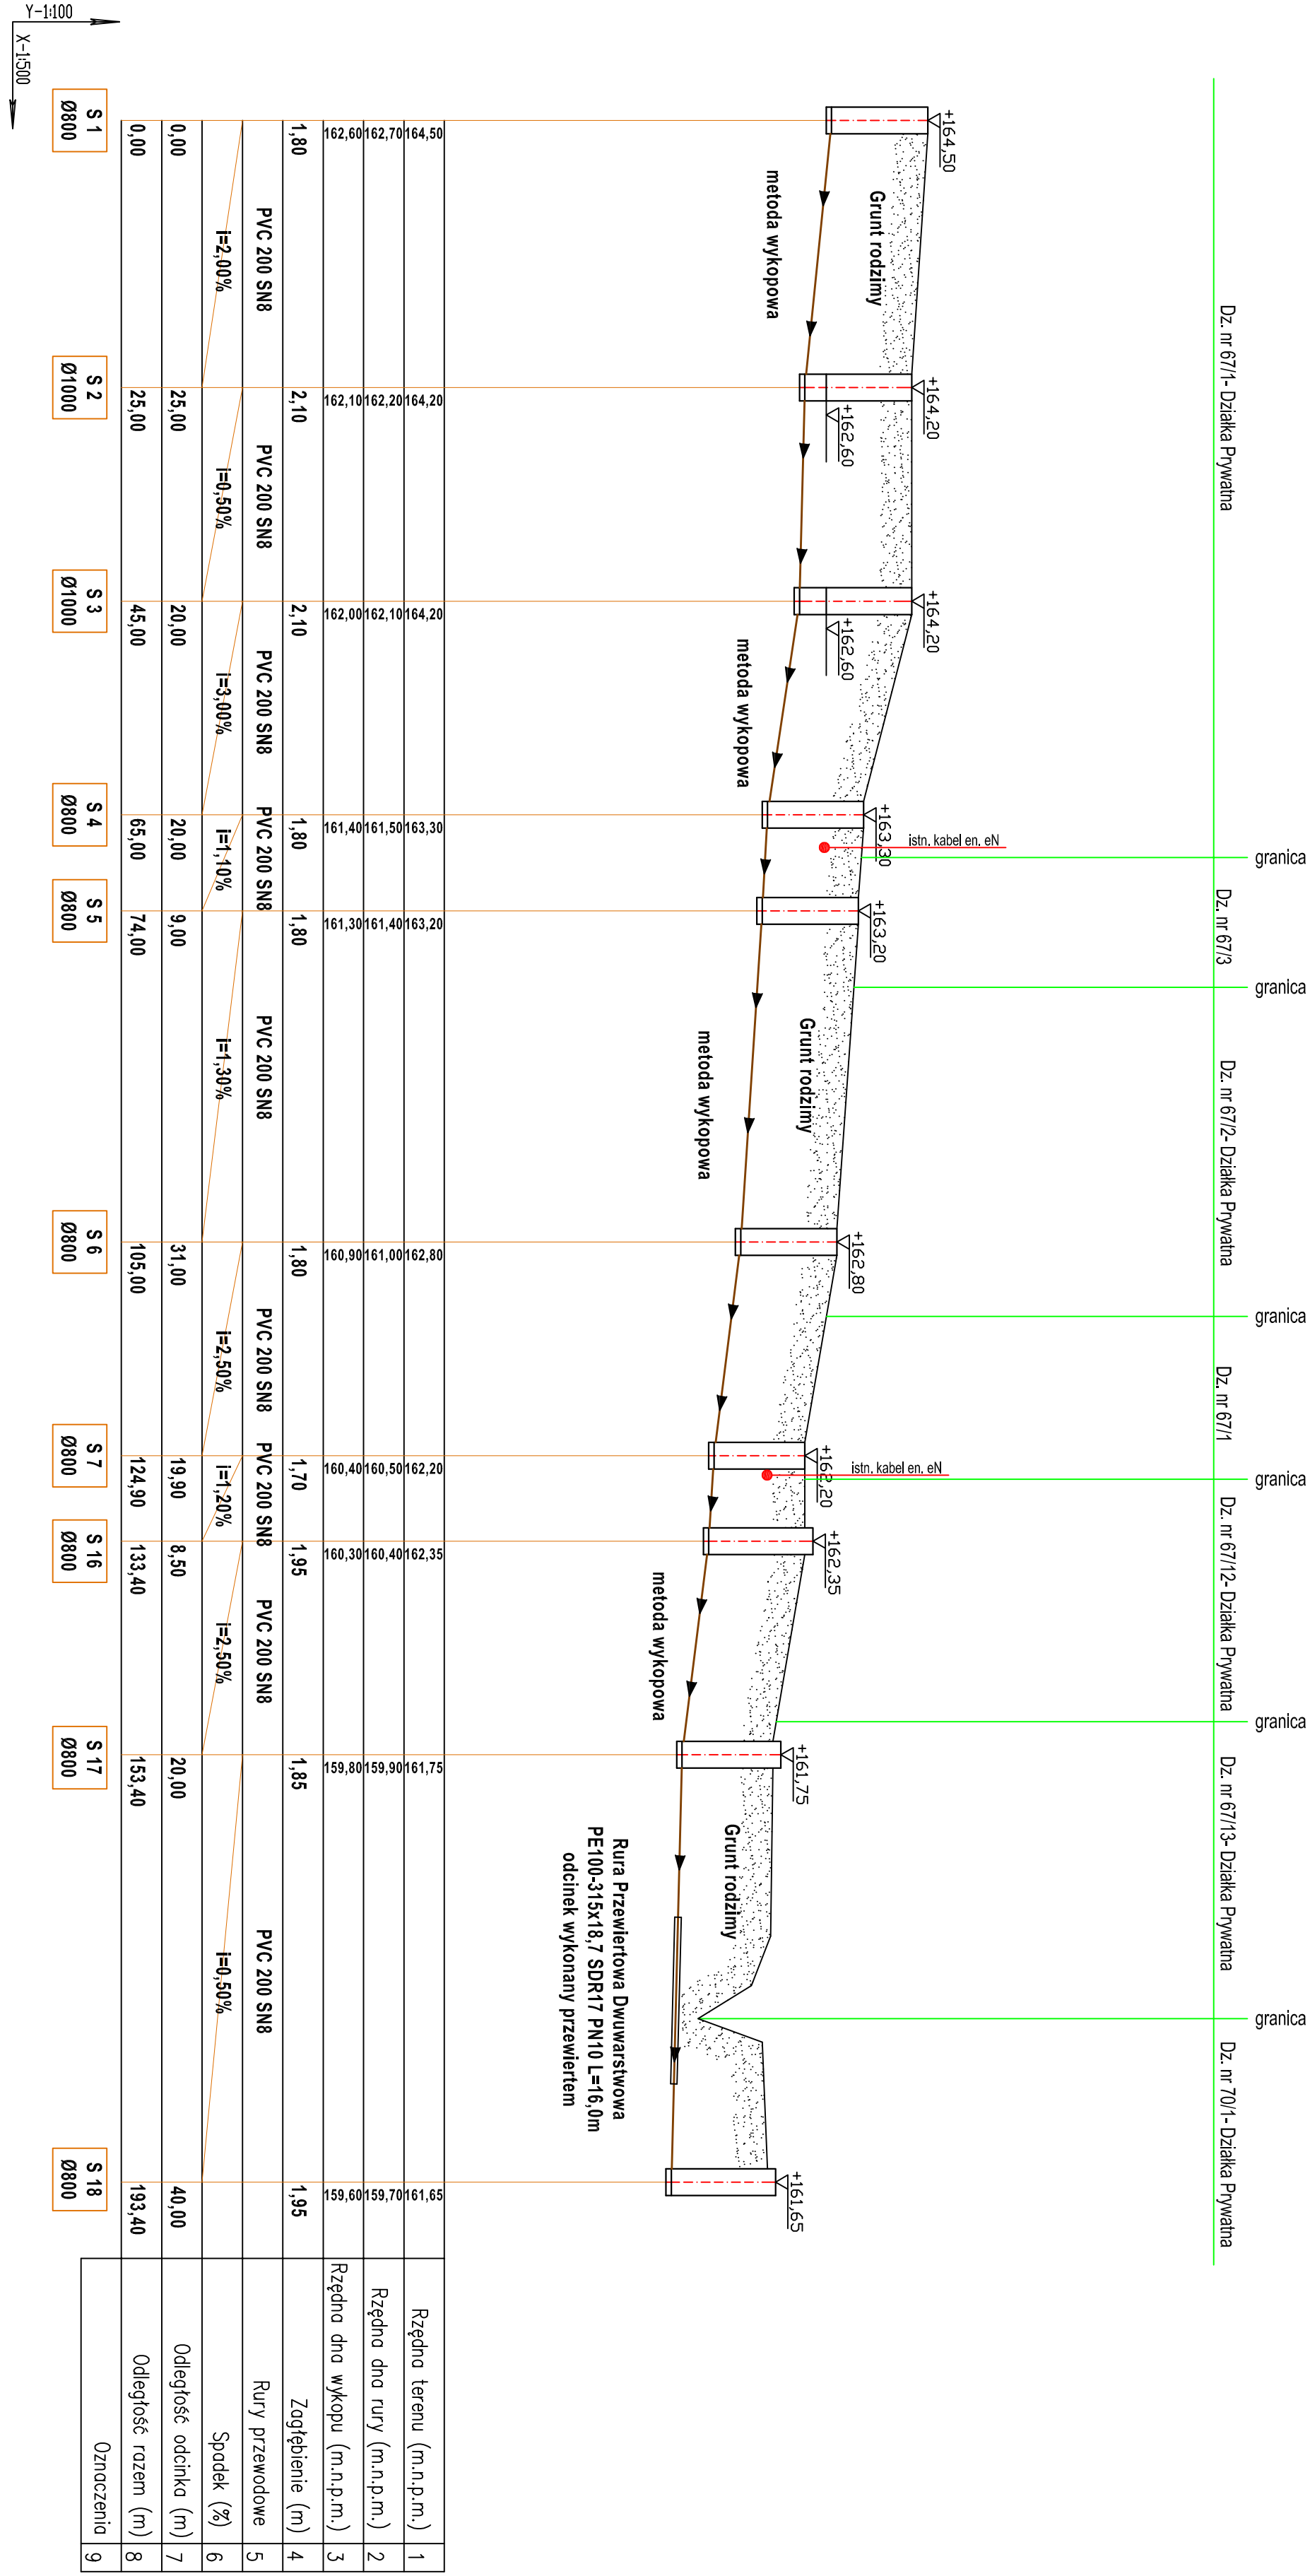 Y-1:100
X-1:500
Dz. nr 67/1- Działka Prywatna
Dz. nr 67/3
Dz. nr 67/2- Działka Prywatna
Dz. nr 67/1
Dz. nr 67/12- Działka Prywatna
Dz. nr 67/13- Działka Prywatna
Dz. nr 70/1- Działka Prywatna
granica
granica
granica
granica
granica
granica
+164,50
+164,20
+162,60
+164,20
+162,60
+163,30
istn. kabel en. eN
+163,20
+162,80
+162,20
istn. kabel en. eN
+162,35
+161,75
+161,65
Grunt rodzimy
metoda wykopowa
metoda wykopowa
Grunt rodzimy
metoda wykopowa
metoda wykopowa
Grunt rodzimy
Rura Przewiertowa Dwuwarstwowa
PE100-315x18,7 SDR17 PN10 L=16,0m
odcinek wykonany przewiertem
164,50 164,20 164,20 163,30 163,20 162,80 162,20 162,35 161,75 161,65 Rzędna terenu (m.n.p.m.) 1
162,70 162,20 162,10 161,50 161,40 161,00 160,50 160,40 159,90 159,70 Rzędna dna rury (m.n.p.m.) 2
162,60 162,10 162,00 161,40 161,30 160,90 160,40 160,30 159,80 159,60 Rzędna dna wykopu (m.n.p.m.) 3
1,80 2,10 2,10 1,80 1,80 1,80 1,70 1,95 1,85 1,95 Zagłębienie (m) 4
PVC 200 SN8 PVC 200 SN8 PVC 200 SN8 PVC 200 SN8 PVC 200 SN8 PVC 200 SN8 PVC 200 SN8 PVC 200 SN8 PVC 200 SN8 Rury przewodowe 5
i=2,00% i=0,50% i=3,00% i=1,10% i=1,30% i=2,50% i=1,20% i=2,50% i=0,50% Spadek (%) 6
0,00 25,00 20,00 20,00 9,00 31,00 19,90 8,50 20,00 40,00 Odległość odcinka (m) 7
0,00 25,00 45,00 65,00 74,00 105,00 124,90 133,40 153,40 193,40 Odległość razem (m) 8
S 1 S 2 S 3 S 4 S 5 S 6 S 7 S 16 S 17 S 18 Oznaczenia 9
Ø800 Ø1000 Ø1000 Ø800 Ø800 Ø800 Ø800 Ø800 Ø800 Ø800